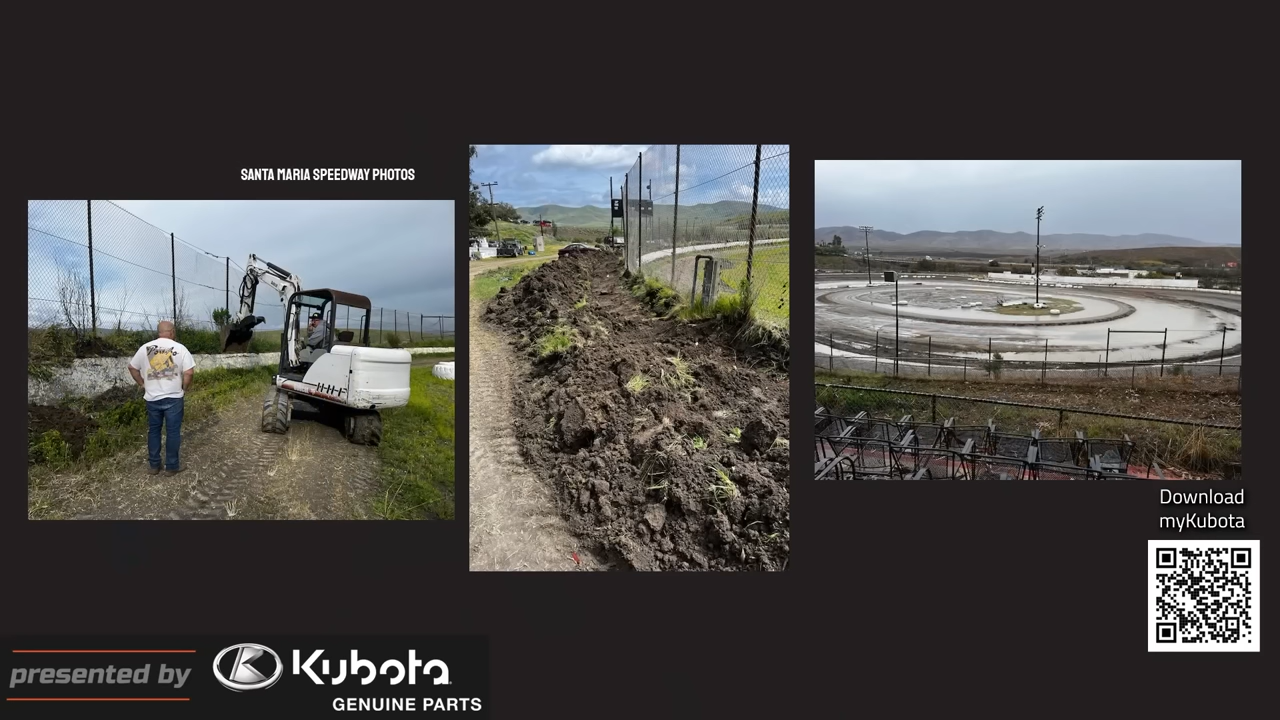 SANTA MARIA SPEEDWAY PHOTOS
Download
myKubota
presented by
Kubota
GENUINE PARTS